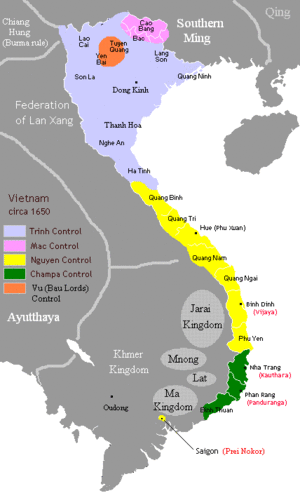 Chiang
Hung
(Burma rule)
Southern
Ming
Qing
Cao
Bang
Bao
Lao
Cai
Tuyen
Quang
Yen
Bai
Lang
Son
Son La
Quang Ninh
Dong Kinh
Federation
of Lan Xang
Thanh Hoa
Nghe An
Ha Tinh
Vietnam
circa 1650
Trinh Control
Mac Control
Nguyen Control
Champa Control
Vu (Bau Lords)
Control
Quang Binh
Quang Tri
Hue (Phu Xuan)
Quang Nam
Quang Ngai
Binh Dinh
(Vijaya)
Phu Yen
Ayutthaya
Jarai
Kingdom
Khmer
Kingdom
Mnong
Lat
Ma
Kingdom
Oudong
Nha Trang
(Kauthara)
Phan Rang
(Panduranga)
Binh Thuan
Saigon (Prei Nokor)